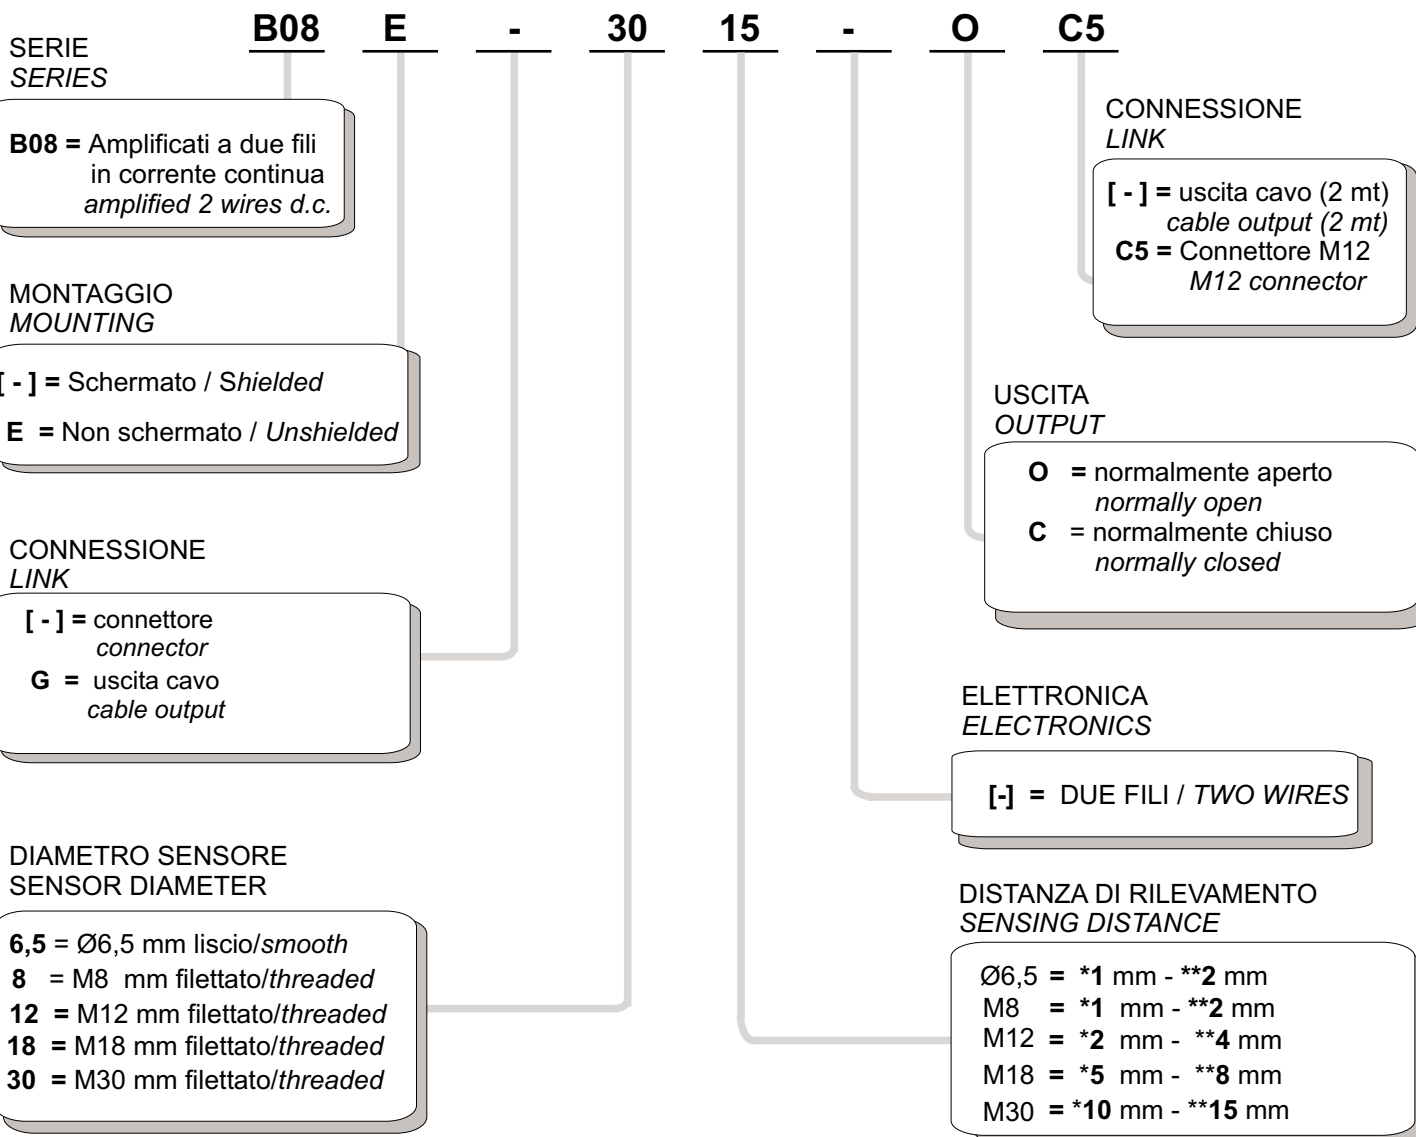 B08 E - 30 15 - O C5
SERIE
SERIES
B08 = Amplificati a due fili
in corrente continua
amplified 2 wires d.c.
MONTAGGIO
MOUNTING
[ - ] = Schermato / Shielded
E = Non schermato / Unshielded
CONNESSIONE
LINK
[ - ] = connettore
connector
G = uscita cavo
cable output
DIAMETRO SENSORE
SENSOR DIAMETER
6,5 = Ø6,5 mm liscio/smooth
8 = M8 mm filettato/threaded
12 = M12 mm filettato/threaded
18 = M18 mm filettato/threaded
30 = M30 mm filettato/threaded
CONNESSIONE
LINK
[ - ] = uscita cavo (2 mt)
cable output (2 mt)
C5 = Connettore M12
M12 connector
USCITA
OUTPUT
O = normalmente aperto
normally open
C = normalmente chiuso
normally closed
ELETTRONICA
ELECTRONICS
[-] = DUE FILI / TWO WIRES
DISTANZA DI RILEVAMENTO
SENSING DISTANCE
Ø6,5 = *1 mm - **2 mm
M8 = *1 mm - **2 mm
M12 = *2 mm - **4 mm
M18 = *5 mm - **8 mm
M30 = *10 mm - **15 mm